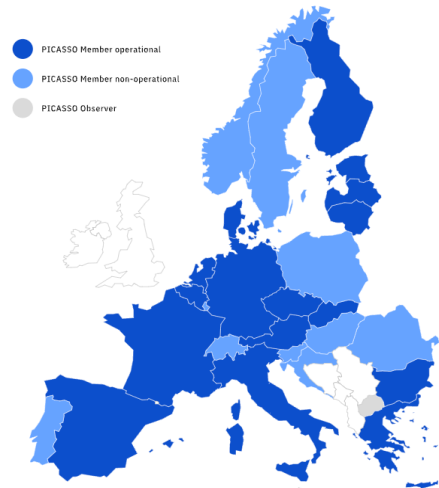 PICASSO Member operational
PICASSO Member non-operational
PICASSO Observer